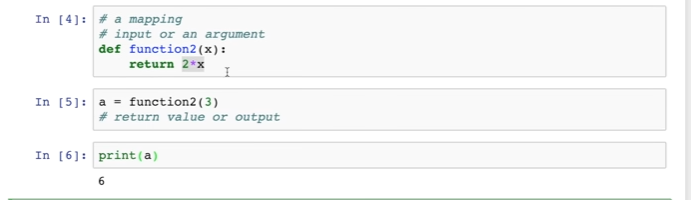 In [4]: # a mapping
# input or an argument
def function2(x):
    return 2*x
In [5]: a = function2(3)
# return value or output
In [6]: print(a)
6